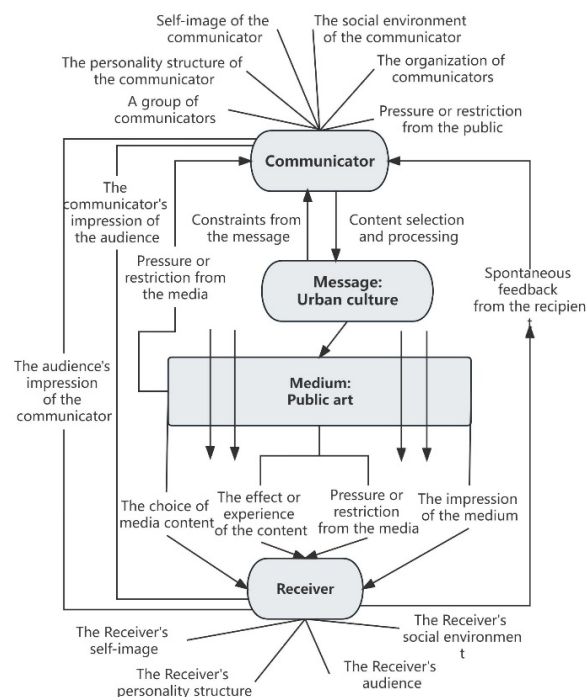 Self-image of the
communicator
The social environment
of the communicator
The personality structure of
the communicator
The organization of
communicators
A group of
communicators
Pressure or restriction
from the public
Communicator
The
communicator's
impression of
the audience
Constraints from
the message
Content selection
and processing
Pressure or
restriction from
the media
Message:
Urban culture
Spontaneous
feedback
from the recipien
t
The audience's
impression
of the
communicator
Medium:
Public art
The choice of
media content
The effect or
experience
of the content
Pressure or
restriction
from the media
The impression
of the medium
Receiver
The Receiver's
self-image
The Receiver's
personality structure
The Receiver's
audience
The Receiver's
social environmen
t